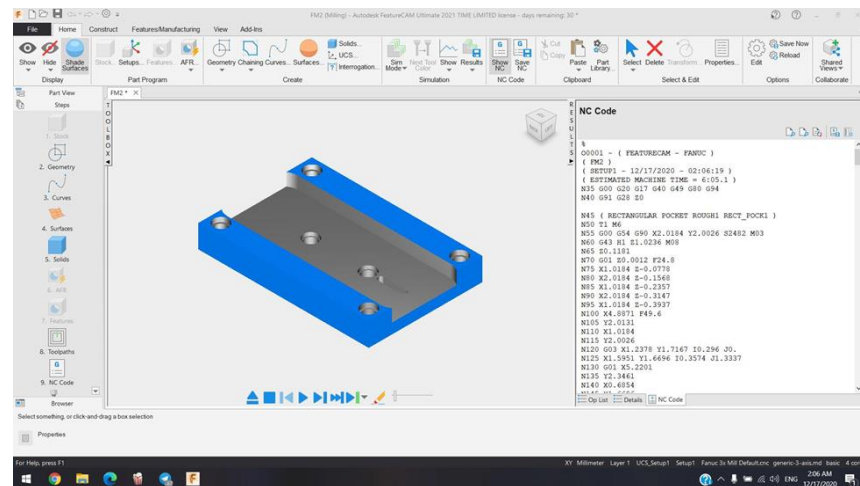 FM2 (Milling) - Autodesk FeatureCAM Ultimate 2021 TIME LIMITED license - days remaining: 30 *
File Home Construct Features/Manufacturing View Add-Ins
Show Hide Shade Surfaces
Stock... Setups... Features... AFR...
Geometry Chaining Curves... Surfaces...
Solids...
UCS...
Interrogation...
Sim Mode Next Tool Color Show Results
Show NC Save NC
Cut
Copy
Paste Part Library...
Select Delete Transform... Properties...
Edit
Save Now
Reload
Shared Views
Display Part Program Create Simulation NC Code Clipboard Select & Edit Options Collaborate
Part View
FM2 *
Steps
1. Stock
2. Geometry
3. Curves
4. Surfaces
5. Solids
6. AFR
7. Features
8. Toolpaths
9. NC Code
Browser
TOOLBOX
RESULTS
NC Code
%
O0001 - ( FEATURECAM - FANUC )
( FM2 )
( SETUP1 - 12/17/2020 - 02:06:19 )
( ESTIMATED MACHINE TIME = 6:05.1 )
N35 G00 G20 G17 G40 G49 G80 G94
N40 G91 G28 Z0
N45 ( RECTANGULAR POCKET ROUGH1 RECT_POCK1 )
N50 T1 M6
N55 G00 G54 G90 X2.0184 Y2.0026 S2482 M03
N60 G43 H1 Z1.0236 M08
N65 Z0.1181
N70 G01 Z0.0012 F24.8
N75 X1.0184 Z-0.0778
N80 X2.0184 Z-0.1568
N85 X1.0184 Z-0.2357
N90 X2.0184 Z-0.3147
N95 X1.0184 Z-0.3937
N100 X4.8871 F49.6
N105 Y2.0131
N110 X1.0184
N115 Y2.0026
N120 G03 X1.2378 Y1.7167 I0.296 J0.
N125 X1.5951 Y1.6696 I0.3574 J1.3337
N130 G01 X5.2201
N135 Y2.3461
N140 X0.6854
Op List Details NC Code
Select something, or click-and-drag a box selection
Properties
For Help, press F1
XY Millimeter Layer 1 UCS_Setup1 Setup1 Fanuc 3x Mill Default.cnc generic-3-axis.md basic 4 cor
ENG
2:06 AM
12/17/2020